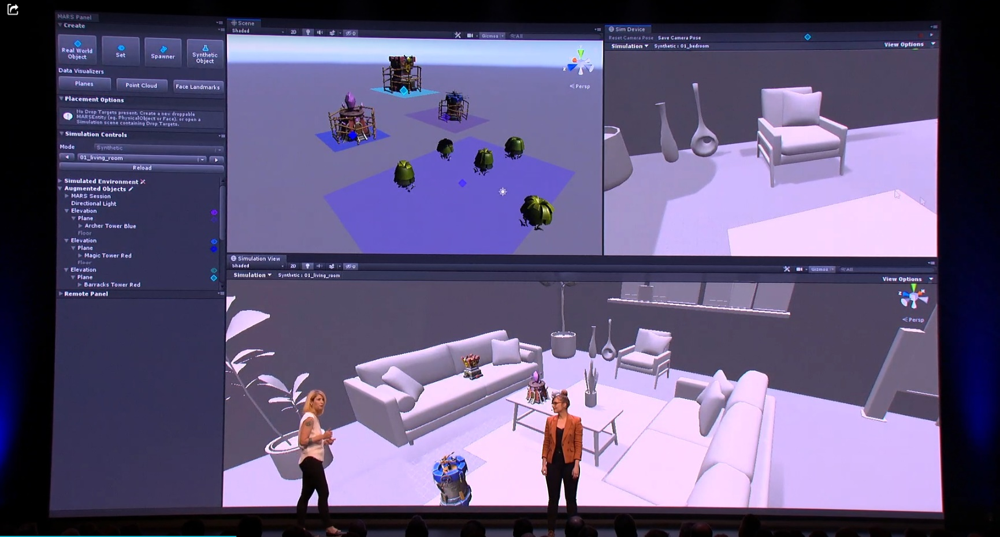 MARS Panel
Create
Real World
Object
Set
Spawner
Synthetic
Object
Data Visualizers
Planes
Point Cloud
Face Landmarks
Placement Options
No Drop Targets present. Create a new droppable
MARSEntity (eg. PhysicalObject or Face), or open a
Simulation scene containing Drop Targets.
Simulation Controls
Mode
Synthetic
01_living_room
Reload
Simulated Environment
Augmented Objects
MARS Session
Directional Light
Elevation
Plane
Archer Tower Blue
Floor
Elevation
Plane
Magic Tower Red
Floor
Elevation
Plane
Barracks Tower Red
Remote Panel
Scene
Shaded
2D
0
Gizmos
All
y
z
Persp
Sim Device
Reset Camera Pose Save Camera Pose
Simulation Synthetic : 01_bedroom
View Options
Simulation View
Shaded
2D
0
Gizmos
All
Simulation Synthetic : 01_living_room
View Options
z
x
Persp